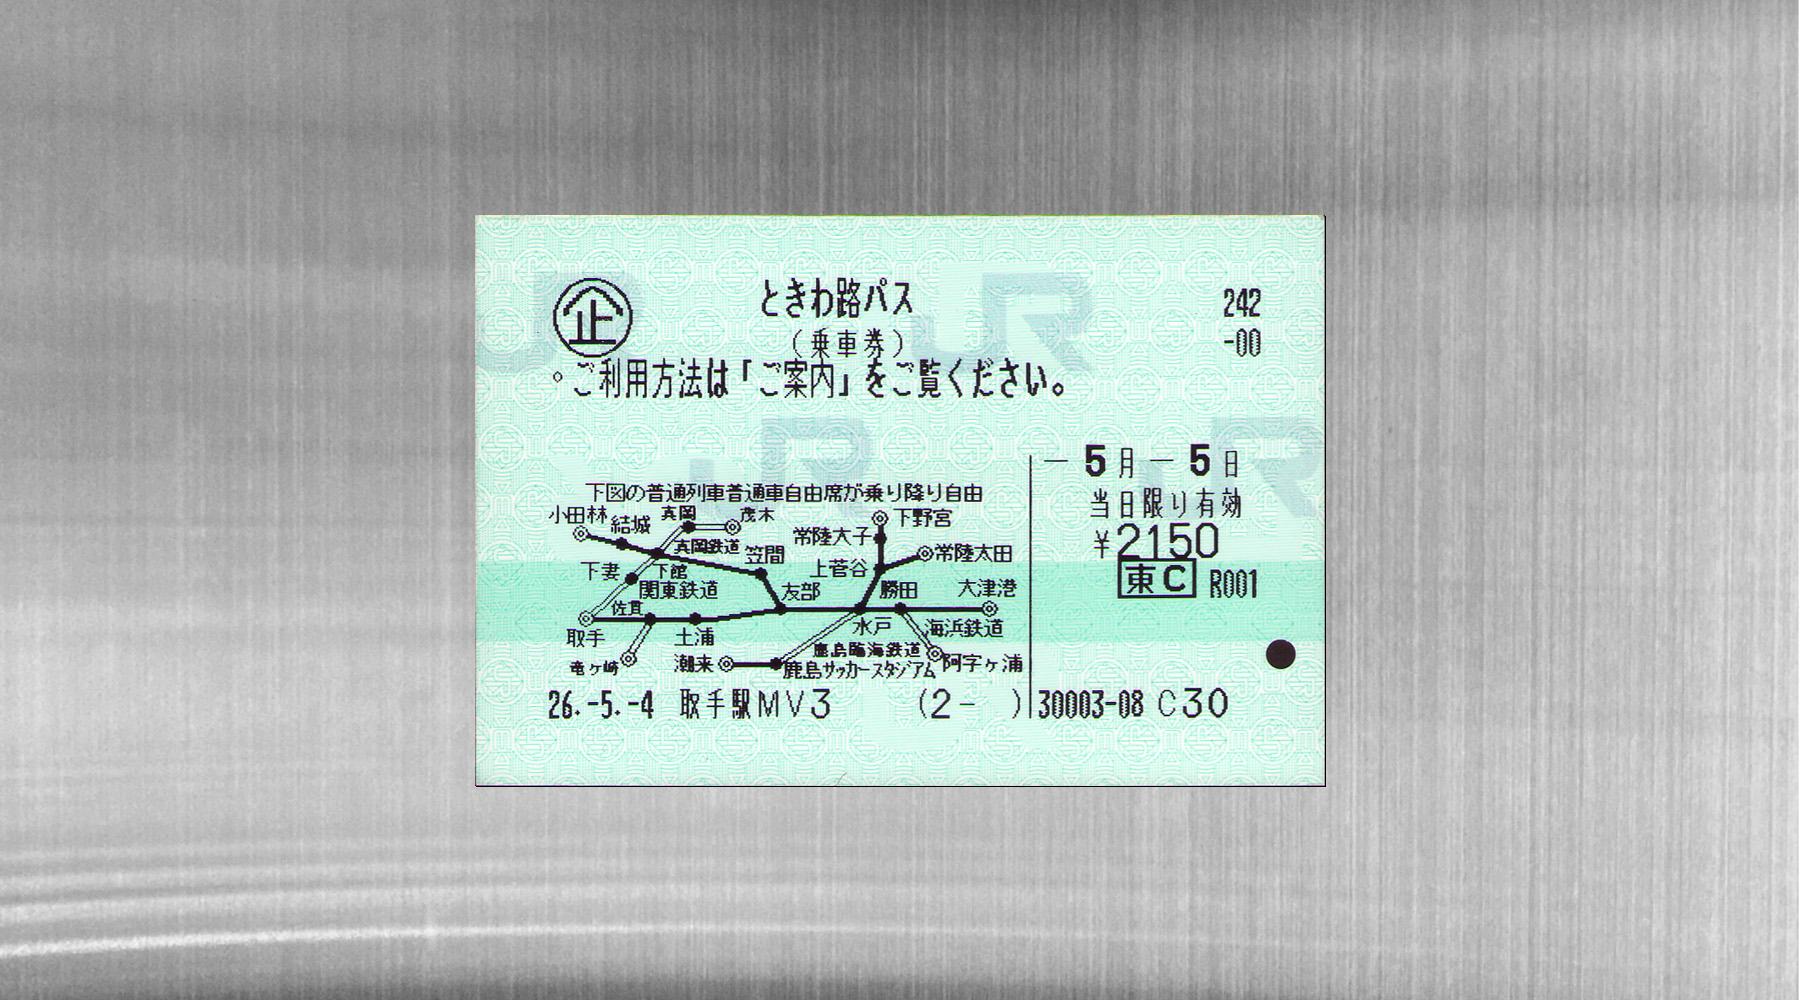 企
ときわ路パス
(乗車券)
242
-00
。ご利用方法は「ご案内」をご覧ください。
-5月-5日
当日限り有効
¥2150
東C R001
下図の普通列車普通車自由席が乗り降り自由
小田林
結城
真岡
茂木
真岡鉄道
下妻
下館
関東鉄道
笠間
友部
取手
佐貫
土浦
竜ヶ崎
下野宮
常陸大子
常陸太田
上菅谷
勝田
大津港
水戸
海浜鉄道
阿字ヶ浦
鹿島臨海鉄道
潮来
鹿島サッカースタジアム
26.-5.-4 取手駅MV3 (2- ) 30003-08 C30
JR
JR
JR
JR